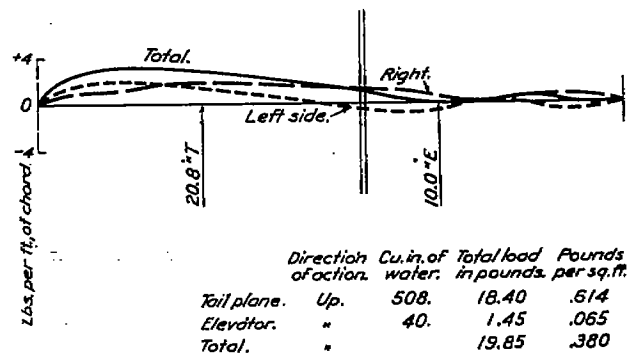 +4
Total.
Right.
0
Left side.
-4
20.8"T
10.0"E
Lbs. per ft., of chord.
Direction of action. Cu. in. of water. Total load in pounds. Pounds per sq. ft.
Tail plane. Up. 508. 18.40 .614
Elevator. " 40. 1.45 .065
Total. " 19.85 .380